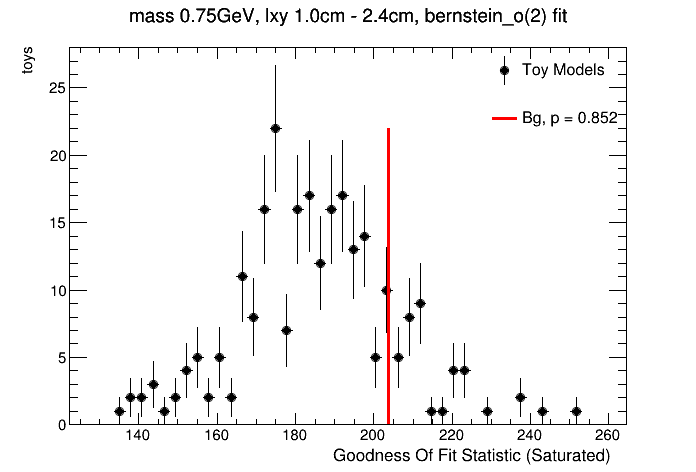 mass 0.75GeV, lxy 1.0cm - 2.4cm, bernstein_o(2) fit
toys
Toy Models
Bg, p = 0.852
25
20
15
10
5
0
140 160 180 200 220 240 260
Goodness Of Fit Statistic (Saturated)